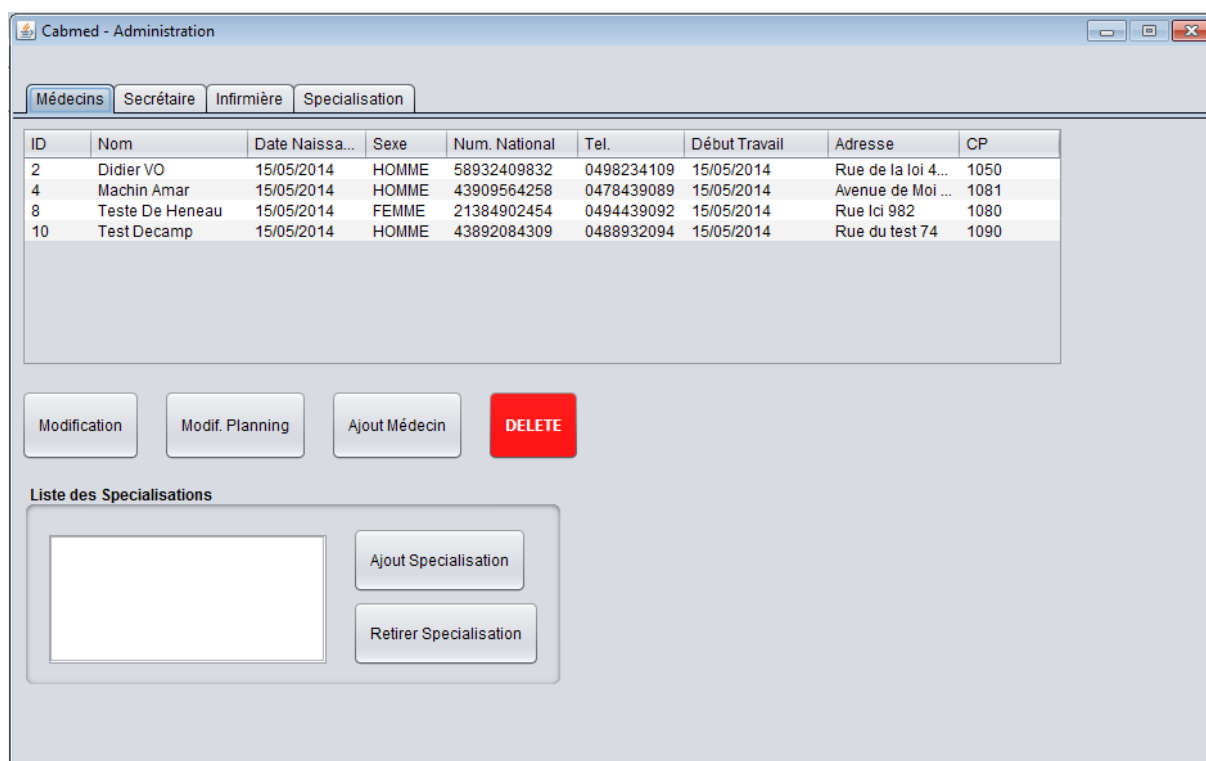 Cabmed - Administration
Médecins Secrétaire Infirmière Specialisation
ID Nom Date Naissa... Sexe Num. National Tel. Début Travail Adresse CP
2 Didier VO 15/05/2014 HOMME 58932409832 0498234109 15/05/2014 Rue de la loi 4... 1050
4 Machin Amar 15/05/2014 HOMME 43909564258 0478439089 15/05/2014 Avenue de Moi ... 1081
8 Teste De Heneau 15/05/2014 FEMME 21384902454 0494439092 15/05/2014 Rue Ici 982 1080
10 Test Decamp 15/05/2014 HOMME 43892084309 0488932094 15/05/2014 Rue du test 74 1090
Modification Modif. Planning Ajout Médecin DELETE
Liste des Specialisations
Ajout Specialisation
Retirer Specialisation